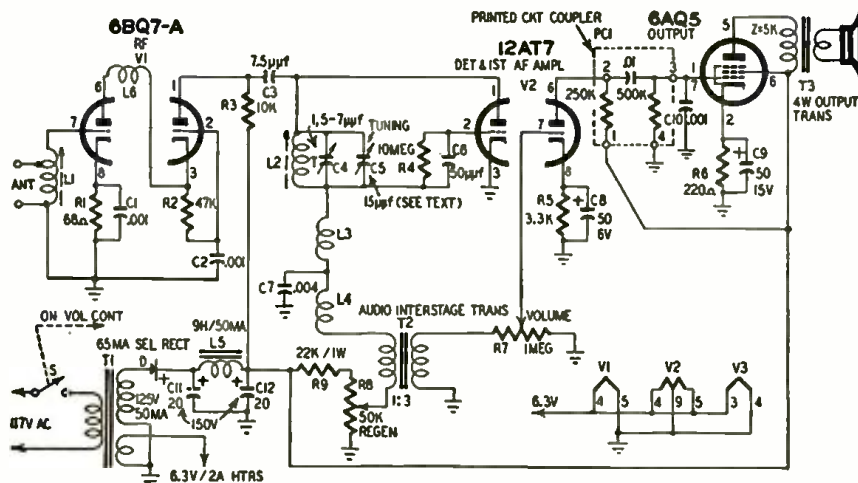 PRINTED CKT COUPLER
6BQ7-A
RF
V1
L6
6
7
8
1
2
3
L1
ANT
R1
68Ω
C1
.001
R2
47K
C2
.001
R3
10K
7.5μμf
C3
1,5-7μμf
L2
T
C4
TUNING
C5
15μμf (SEE TEXT)
10MEG
R4
C6
50μμf
12AT7
DET & IST AF AMPL
V2
1
2
3
6
7
8
R5
3.3K
C8
50
6V
PC1
2
.01
3
250K
500K
1
4
C10
.001
6AQ5
OUTPUT
5
1
7
6
2
Z=5K
T3
4W OUTPUT
TRANS
R6
220Ω
C9
50
15V
L3
C7
.004
L4
AUDIO INTERSTAGE TRANS
T2
1:3
VOLUME
R7
1MEG
ON VOL CONT
S
117V AC
T1
65MA SEL RECT
D
125V
50MA
9H/50MA
L5
C11
20
150V
C12
20
6.3V/2A HTRS
22K/1W
R9
R8
50K
REGEN
6.3V
V1
4
5
V2
4
9
5
V3
3
4